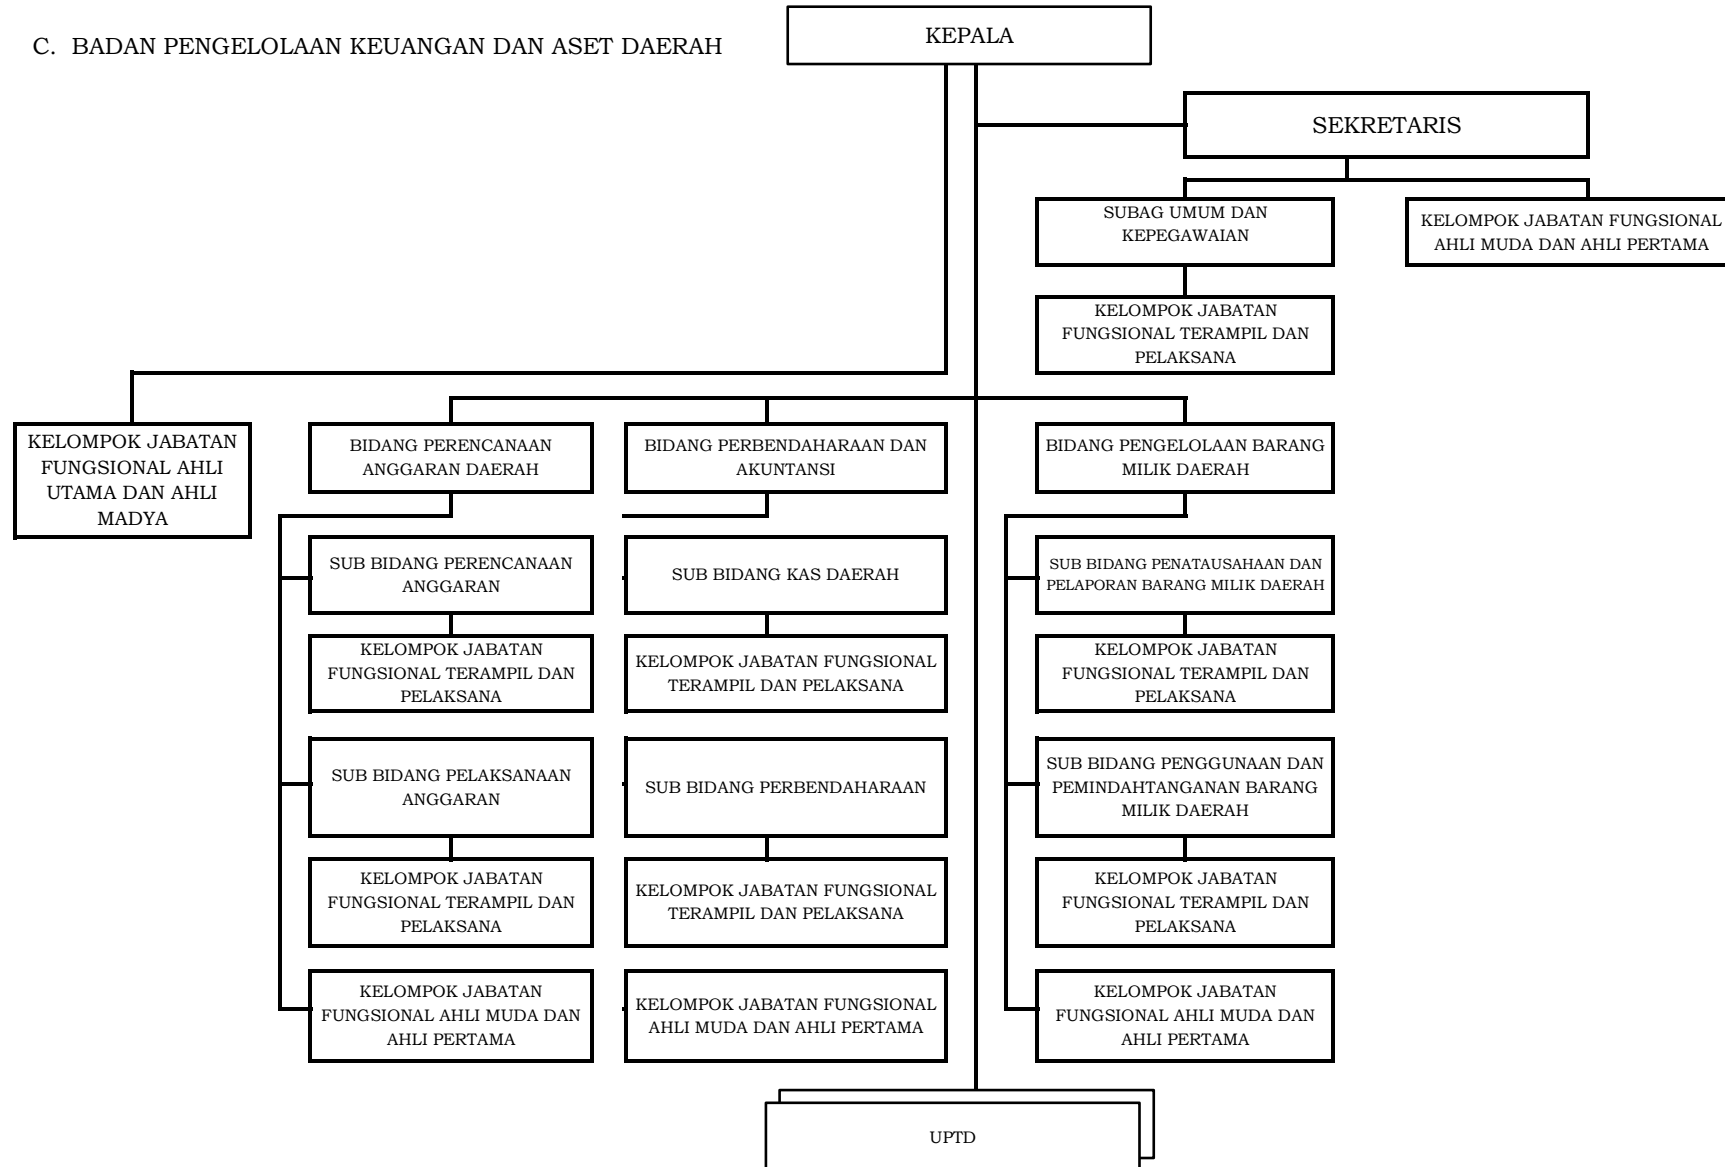 C. BADAN PENGELOLAAN KEUANGAN DAN ASET DAERAH
KEPALA
SEKRETARIS
SUBAG UMUM DAN
KEPEGAWAIAN
KELOMPOK JABATAN FUNGSIONAL
AHLI MUDA DAN AHLI PERTAMA
KELOMPOK JABATAN
FUNGSIONAL TERAMPIL DAN
PELAKSANA
KELOMPOK JABATAN
FUNGSIONAL AHLI
UTAMA DAN AHLI
MADYA
BIDANG PERENCANAAN
ANGGARAN DAERAH
BIDANG PERBENDAHARAAN DAN
AKUNTANSI
BIDANG PENGELOLAAN BARANG
MILIK DAERAH
SUB BIDANG PERENCANAAN
ANGGARAN
SUB BIDANG KAS DAERAH
SUB BIDANG PENATAUSAHAAN DAN
PELAPORAN BARANG MILIK DAERAH
KELOMPOK JABATAN
FUNGSIONAL TERAMPIL DAN
PELAKSANA
KELOMPOK JABATAN FUNGSIONAL
TERAMPIL DAN PELAKSANA
KELOMPOK JABATAN
FUNGSIONAL TERAMPIL DAN
PELAKSANA
SUB BIDANG PELAKSANAAN
ANGGARAN
SUB BIDANG PERBENDAHARAAN
SUB BIDANG PENGGUNAAN DAN
PEMINDAHTANGANAN BARANG
MILIK DAERAH
KELOMPOK JABATAN
FUNGSIONAL TERAMPIL DAN
PELAKSANA
KELOMPOK JABATAN FUNGSIONAL
TERAMPIL DAN PELAKSANA
KELOMPOK JABATAN
FUNGSIONAL TERAMPIL DAN
PELAKSANA
KELOMPOK JABATAN
FUNGSIONAL AHLI MUDA DAN
AHLI PERTAMA
KELOMPOK JABATAN FUNGSIONAL
AHLI MUDA DAN AHLI PERTAMA
KELOMPOK JABATAN
FUNGSIONAL AHLI MUDA DAN
AHLI PERTAMA
UPTD